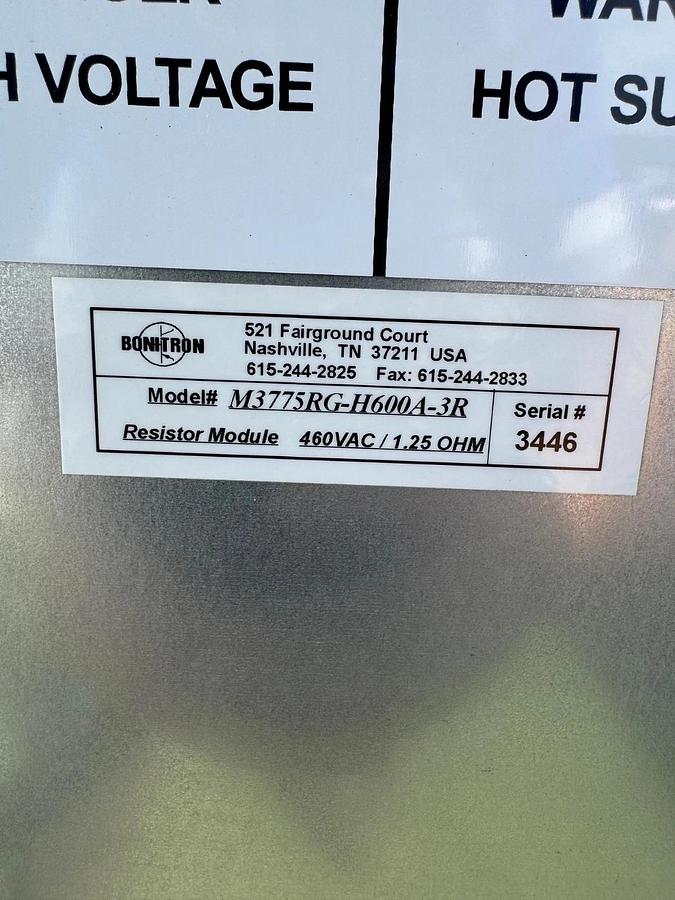 H VOLTAGE
HOT
BONITRON
521 Fairground Court
Nashville, TN 37211 USA
615-244-2825 Fax: 615-244-2833
Model# M3775RG-H600A-3R
Resistor Module 460VAC / 1.25 OHM
Serial #
3446